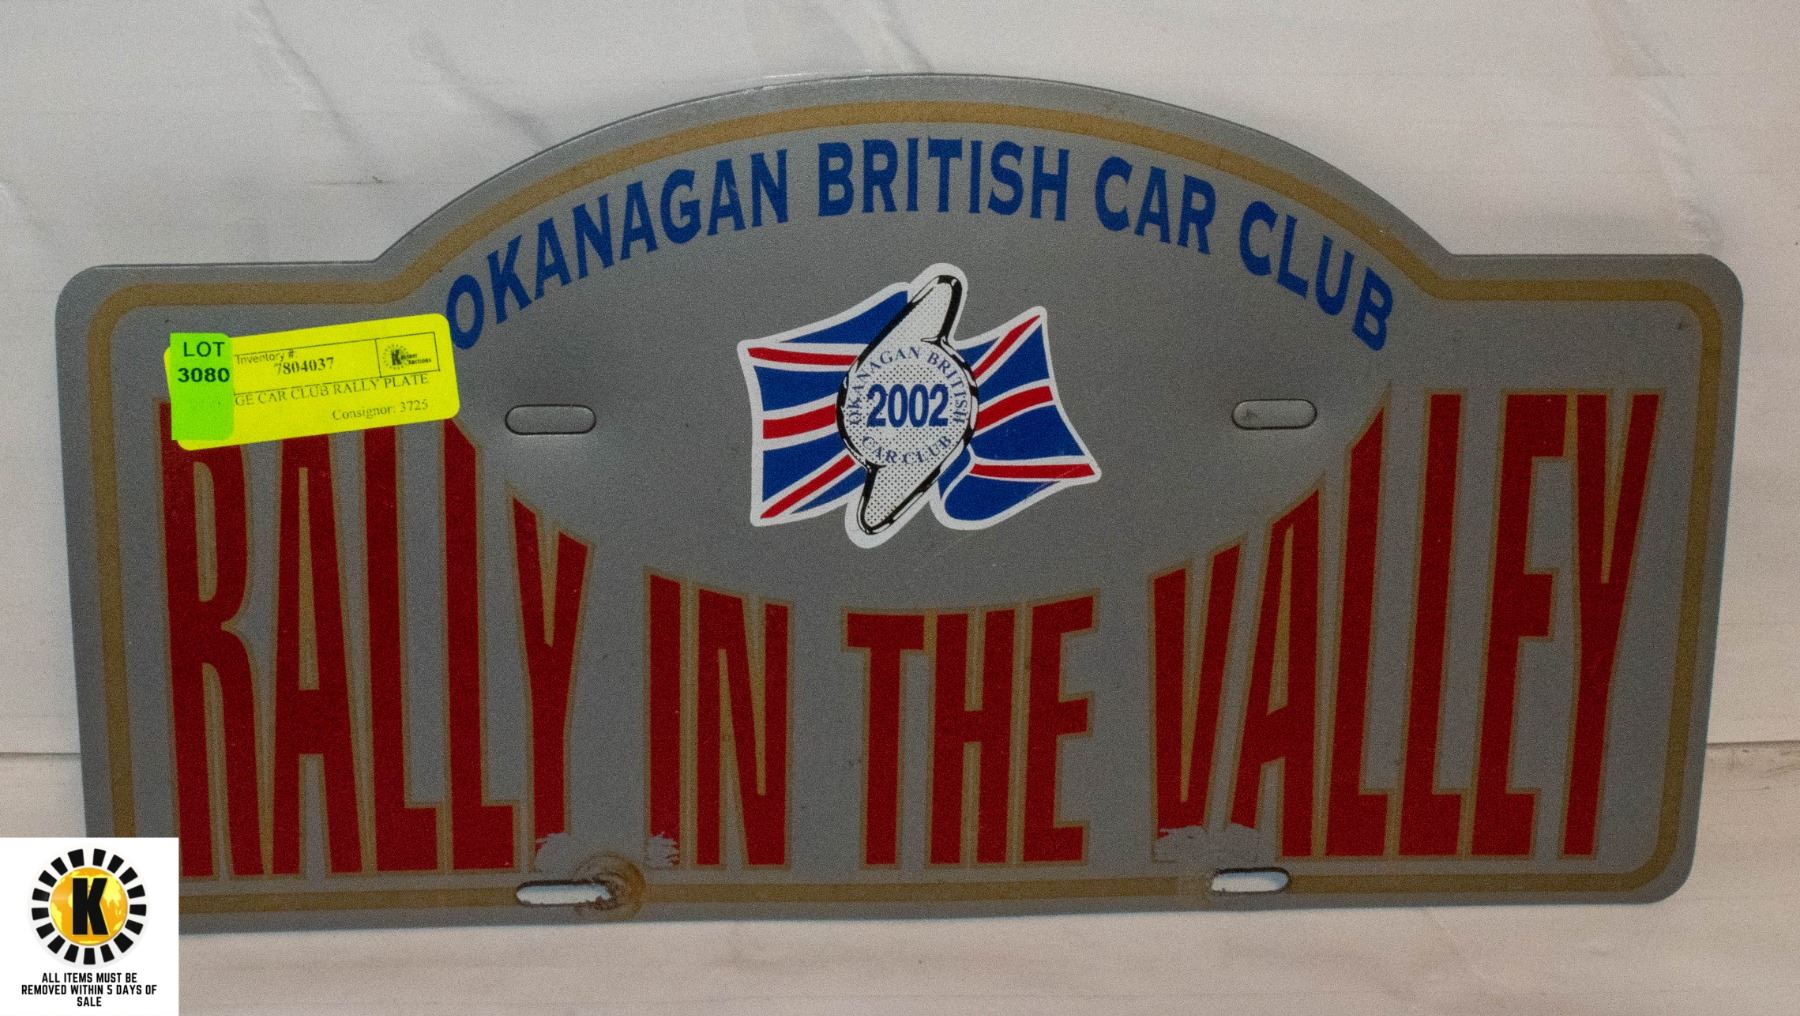 OKANAGAN BRITISH CAR CLUB
LOT
3080
Inventory #:
7804037
CAR CLUB RALLY PLATE
Consignor: 3725
OKANAGAN BRITISH
2002
CAR CLUB
RALLY IN THE VALLEY
K
ALL ITEMS MUST BE
REMOVED WITHIN 5 DAYS OF
SALE